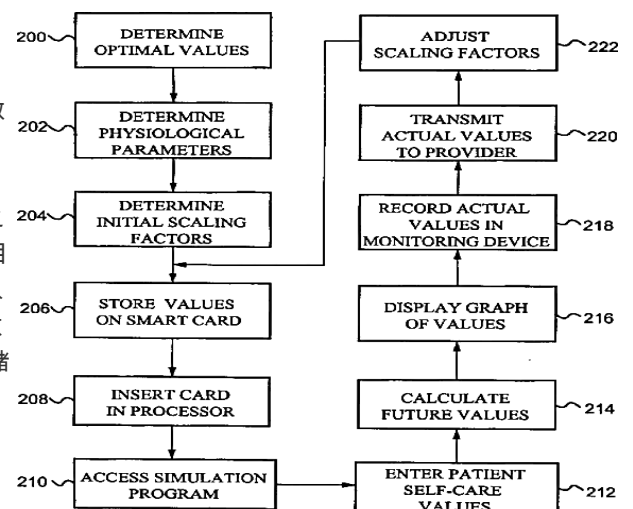 200
DETERMINE
OPTIMAL VALUES
202
DETERMINE
PHYSIOLOGICAL
PARAMETERS
204
DETERMINE
INITIAL SCALING
FACTORS
206
STORE VALUES
ON SMART CARD
208
INSERT CARD
IN PROCESSOR
210
ACCESS SIMULATION
PROGRAM
ENTER PATIENT
SELF-CARE
VALUES
212
CALCULATE
FUTURE VALUES
214
DISPLAY GRAPH
OF VALUES
216
RECORD ACTUAL
VALUES IN
MONITORING DEVICE
218
TRANSMIT
ACTUAL VALUES
TO PROVIDER
220
ADJUST
SCALING FACTORS
222